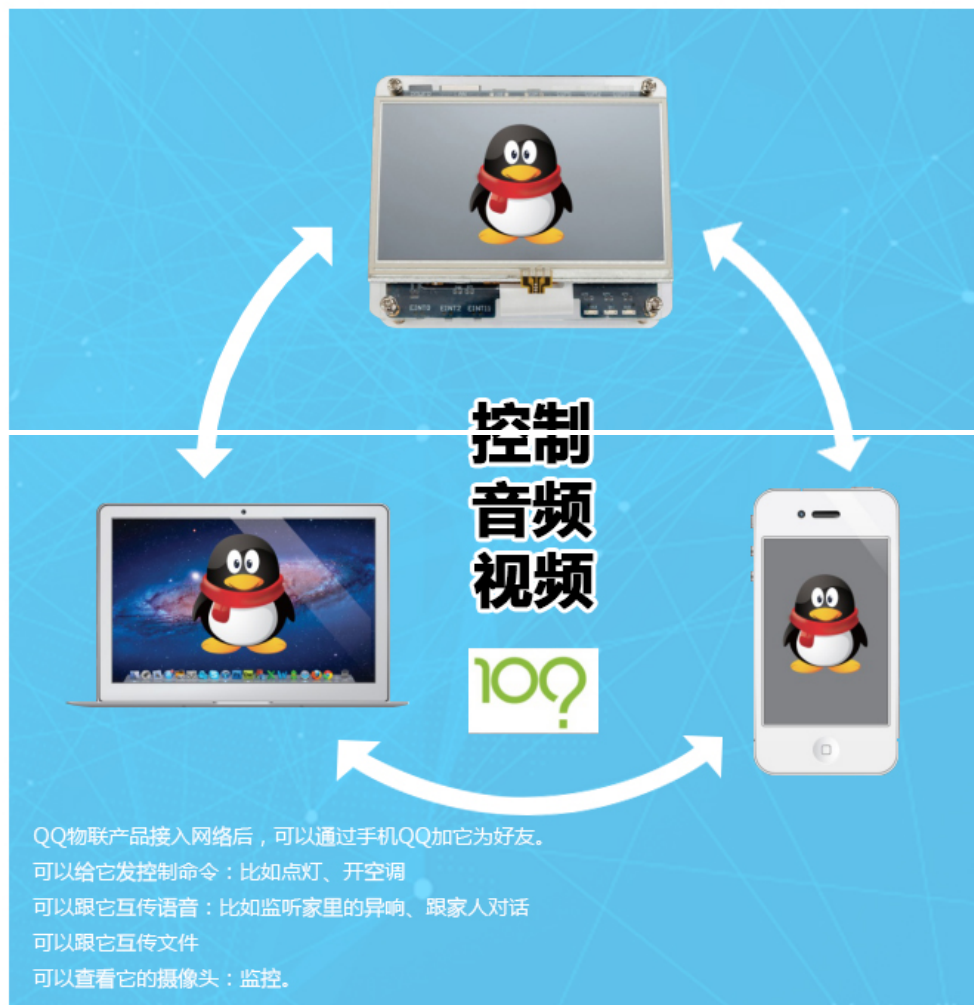 EINT0 EINT2 EINT11
控制
音频
视频
100?
QQ物联产品接入网络后，可以通过手机QQ加它为好友。
可以给它发控制命令：比如点灯、开空调
可以跟它互传语音：比如监听家里的异响、跟家人对话
可以跟它互传文件
可以查看它的摄像头：监控。